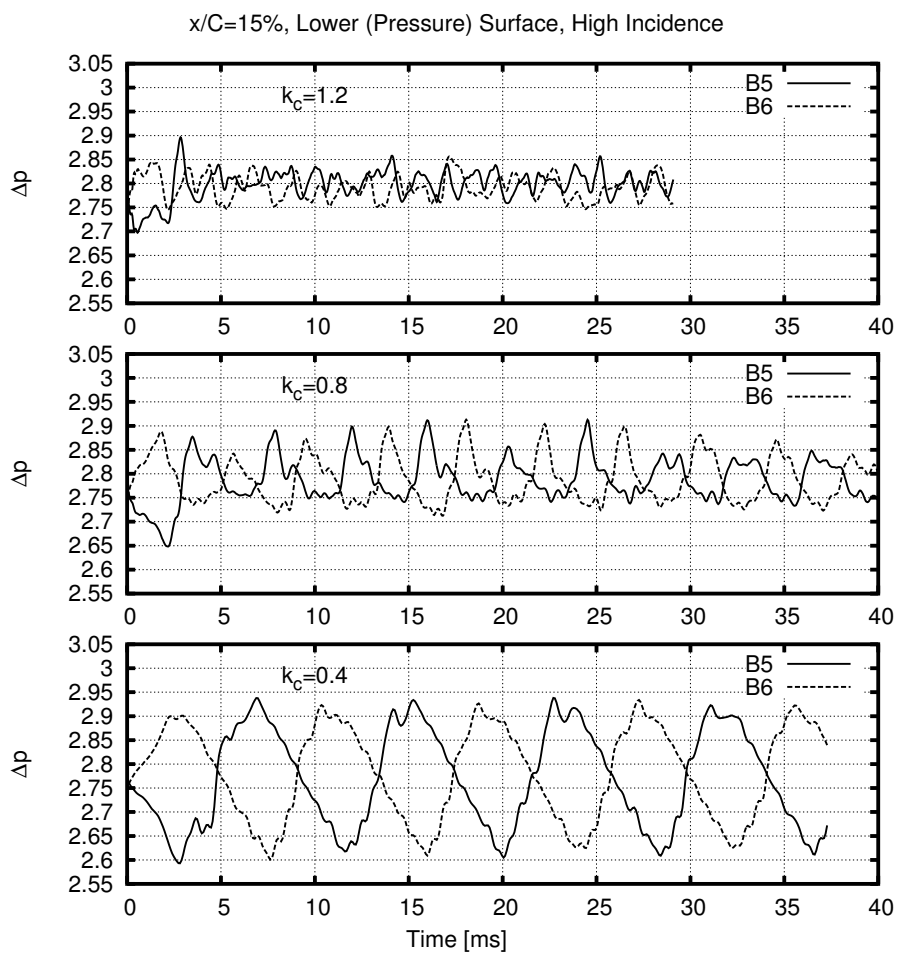 x/C=15%, Lower (Pressure) Surface, High Incidence
3.05
3
2.95
2.9
2.85
2.8
2.75
2.7
2.65
2.6
2.55
Δp
k_c=1.2
B5
B6
0 5 10 15 20 25 30 35 40
3.05
3
2.95
2.9
2.85
2.8
2.75
2.7
2.65
2.6
2.55
Δp
k_c=0.8
B5
B6
0 5 10 15 20 25 30 35 40
3.05
3
2.95
2.9
2.85
2.8
2.75
2.7
2.65
2.6
2.55
Δp
k_c=0.4
B5
B6
0 5 10 15 20 25 30 35 40
Time [ms]